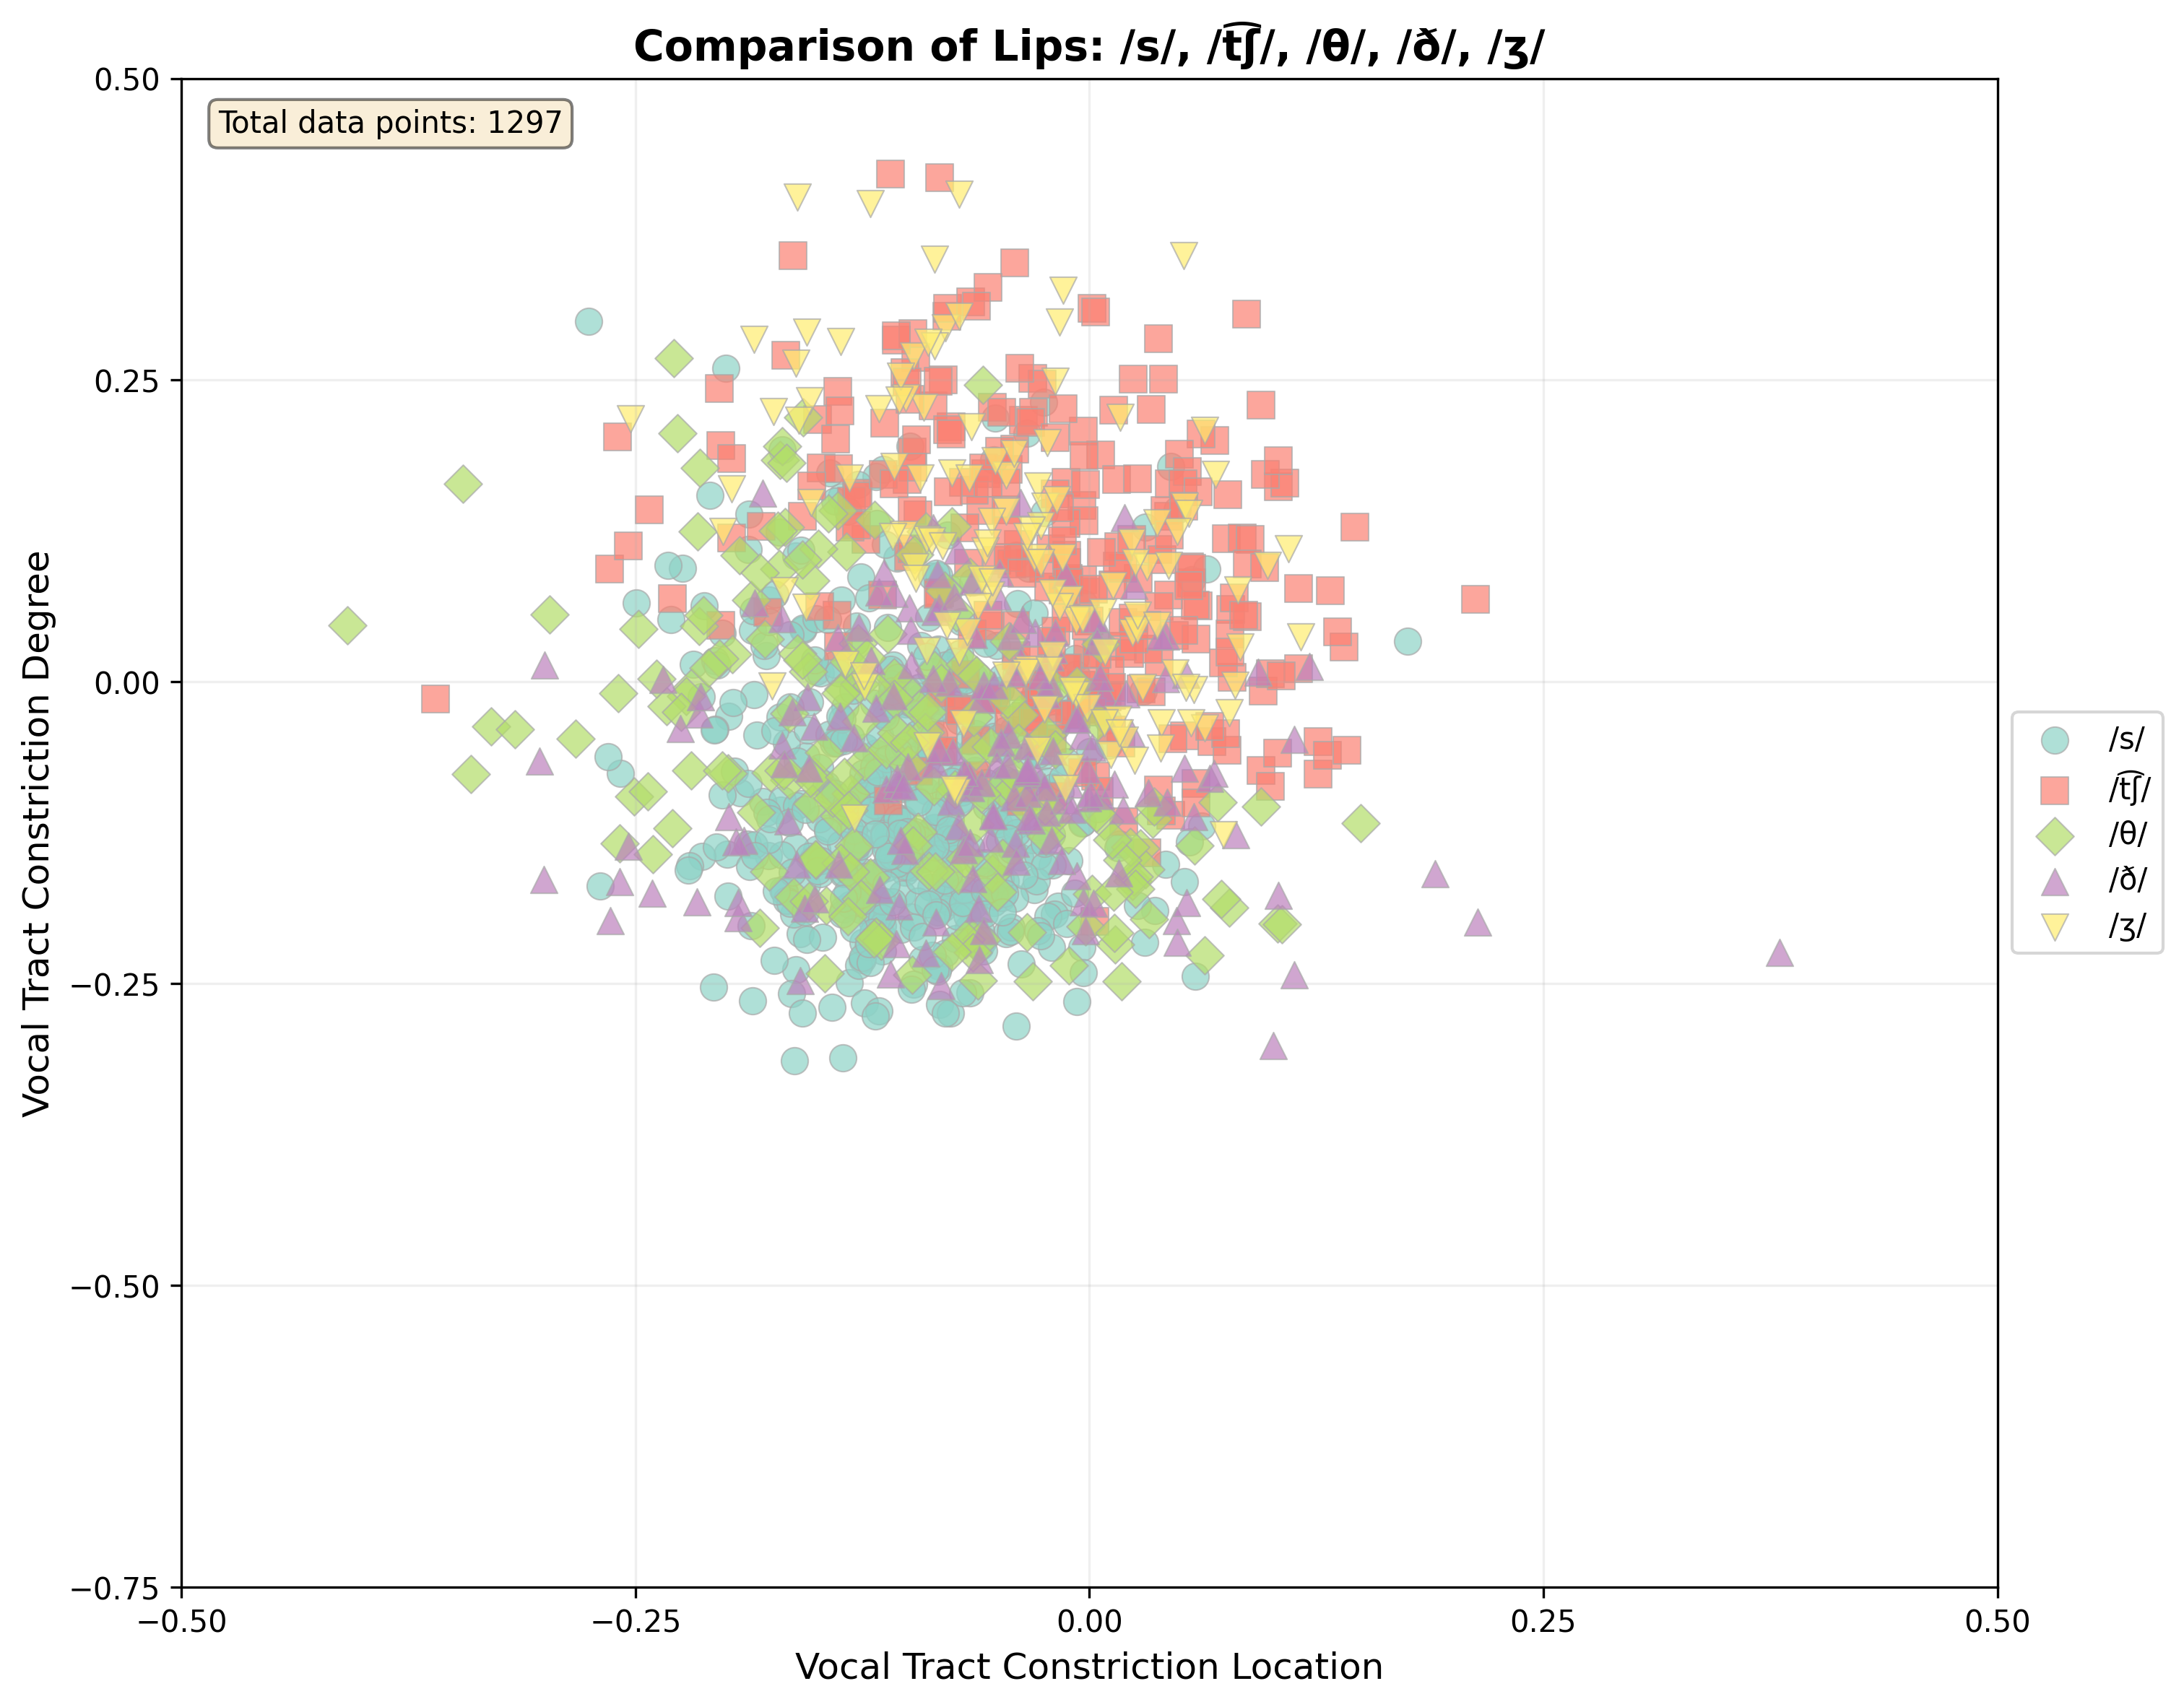 Comparison of Lips: /s/, /t͡ʃ/, /θ/, /ð/, /ʒ/
Total data points: 1297
0.50
0.25
0.00
−0.25
−0.50
−0.75
Vocal Tract Constriction Degree
−0.50
−0.25
0.00
0.25
0.50
Vocal Tract Constriction Location
/s/
/t͡ʃ/
/θ/
/ð/
/ʒ/